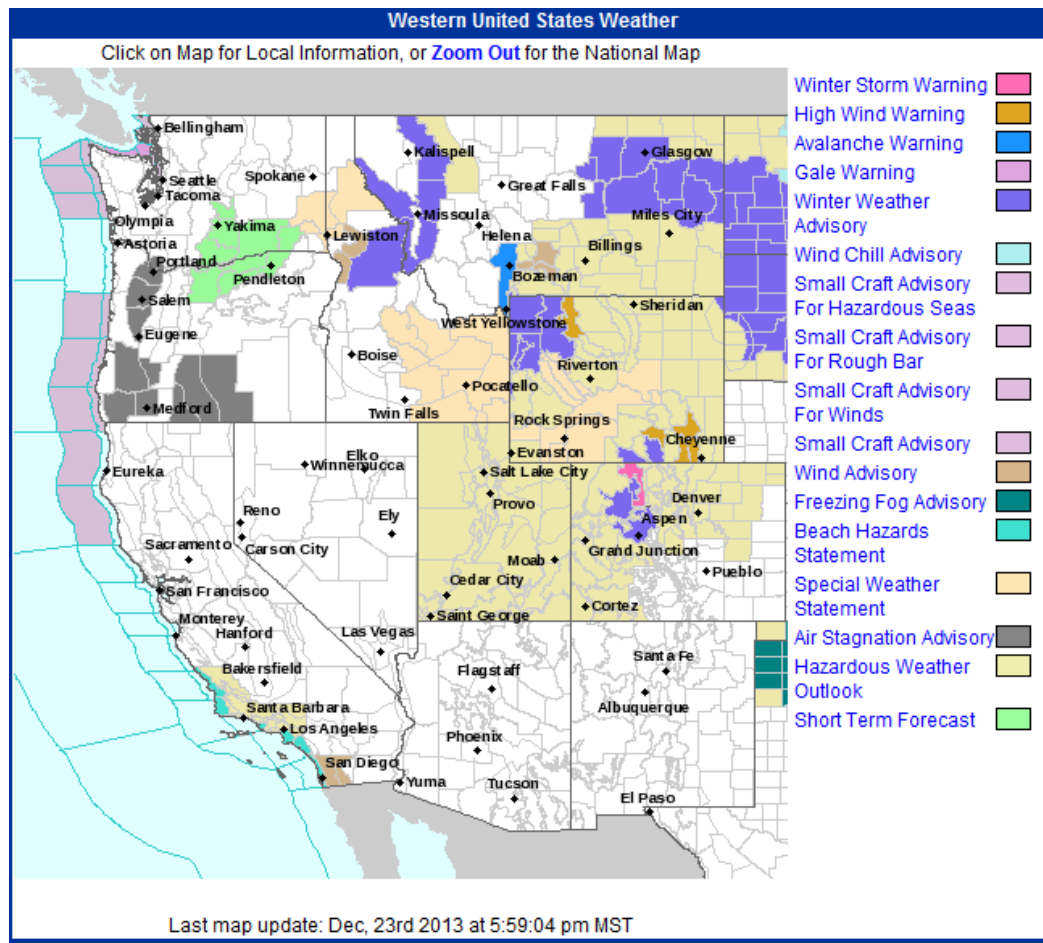 Western United States Weather
Click on Map for Local Information, or Zoom Out for the National Map
Bellingham
Seattle
Tacoma
Olympia
Astoria
Portland
Salem
Eugene
Medford
Yakima
Pendleton
Spokane
Lewiston
Kalispell
Missoula
Great Falls
Helena
Glasgow
Miles City
Billings
Bozeman
West Yellowstone
Sheridan
Boise
Pocatello
Twin Falls
Riverton
Rock Springs
Cheyenne
Evanston
Eureka
Elko
Winnemucca
Reno
Ely
Carson City
Sacramento
San Francisco
Monterey
Hanford
Bakersfield
Las Vegas
Santa Barbara
Los Angeles
San Diego
Salt Lake City
Provo
Moab
Cedar City
Saint George
Denver
Aspen
Grand Junction
Pueblo
Cortez
Flagstaff
Phoenix
Yuma
Tucson
Santa Fe
Albuquerque
El Paso
Winter Storm Warning
High Wind Warning
Avalanche Warning
Gale Warning
Winter Weather
Advisory
Wind Chill Advisory
Small Craft Advisory
For Hazardous Seas
Small Craft Advisory
For Rough Bar
Small Craft Advisory
For Winds
Small Craft Advisory
Wind Advisory
Freezing Fog Advisory
Beach Hazards
Statement
Special Weather
Statement
Air Stagnation Advisory
Hazardous Weather
Outlook
Short Term Forecast
Last map update: Dec, 23rd 2013 at 5:59:04 pm MST